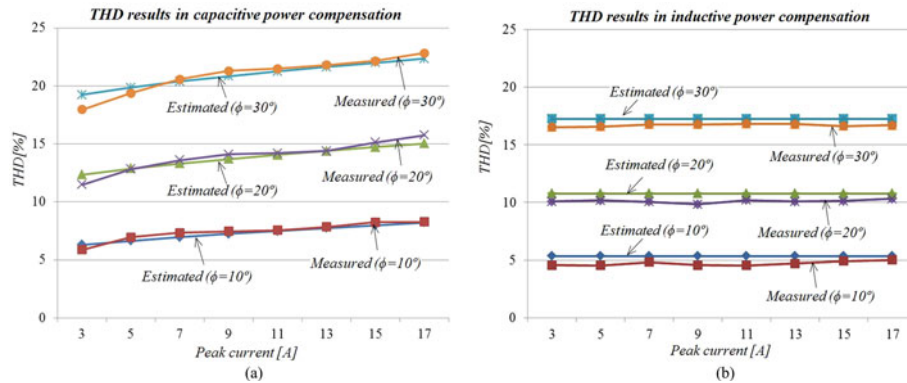 THD results in capacitive power compensation
(a)
25
20
15
10
5
0
THD[%]
Estimated (ϕ=30º)
Measured (ϕ=30º)
Estimated (ϕ=20º)
Measured (ϕ=20º)
Estimated (ϕ=10º)
Measured (ϕ=10º)
3 5 7 9 11 13 15 17
Peak current [A]
(a)
THD results in inductive power compensation
(b)
25
20
15
10
5
0
THD[%]
Estimated (ϕ=30º)
Measured (ϕ=30º)
Estimated (ϕ=20º)
Measured (ϕ=20º)
Estimated (ϕ=10º)
Measured (ϕ=10º)
3 5 7 9 11 13 15 17
Peak current [A]
(b)